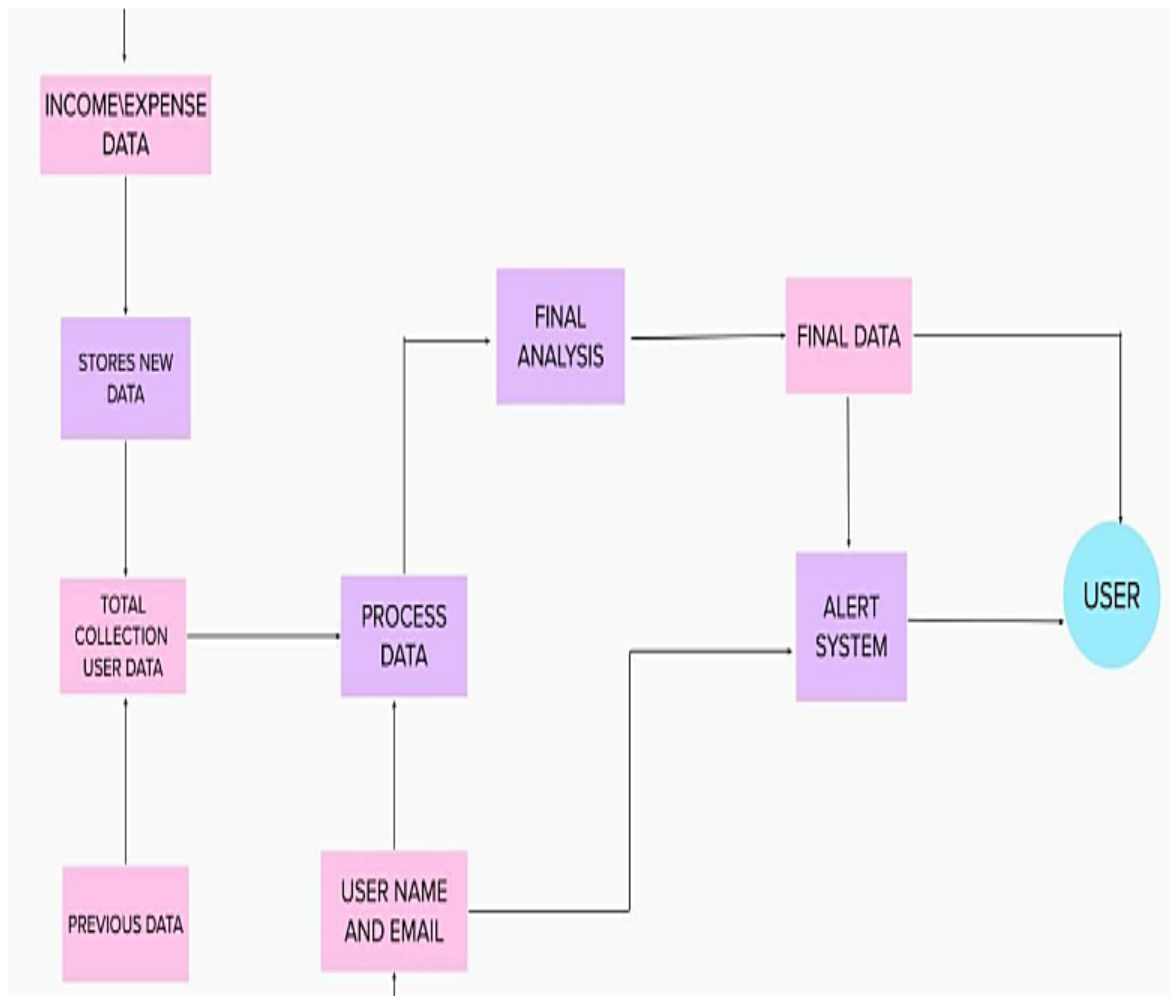 INCOME\EXPENSE
DATA
STORES NEW
DATA
TOTAL
COLLECTION
USER DATA
PREVIOUS DATA
PROCESS
DATA
USER NAME
AND EMAIL
FINAL
ANALYSIS
FINAL DATA
ALERT
SYSTEM
USER